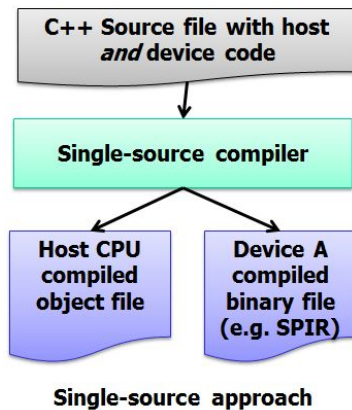 C++ Source file with host
and device code
Single-source compiler
Host CPU
compiled
object file
Device A
compiled
binary file
(e.g. SPIR)
Single-source approach